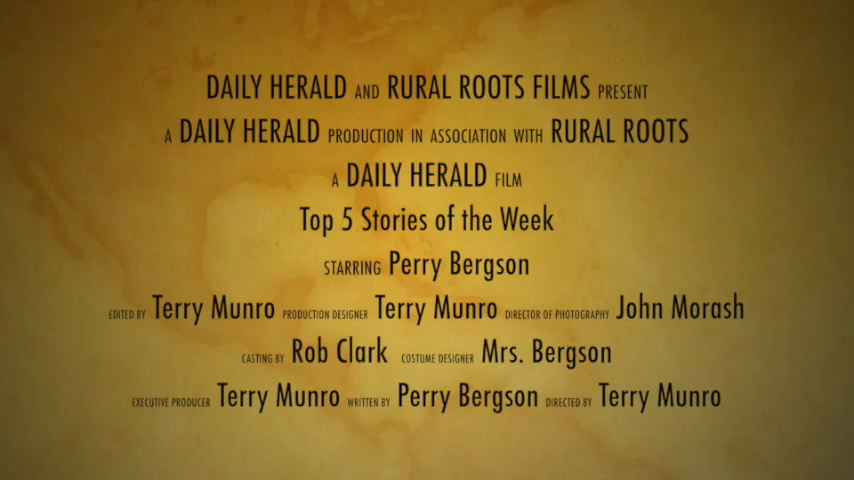 DAILY HERALD AND RURAL ROOTS FILMS PRESENT
A DAILY HERALD PRODUCTION IN ASSOCIATION WITH RURAL ROOTS
A DAILY HERALD FILM
Top 5 Stories of the Week
STARRING Perry Bergson
EDITED BY Terry Munro PRODUCTION DESIGNER Terry Munro DIRECTOR OF PHOTOGRAPHY John Morash
CASTING BY Rob Clark COSTUME DESIGNER Mrs. Bergson
EXECUTIVE PRODUCER Terry Munro WRITTEN BY Perry Bergson DIRECTED BY Terry Munro